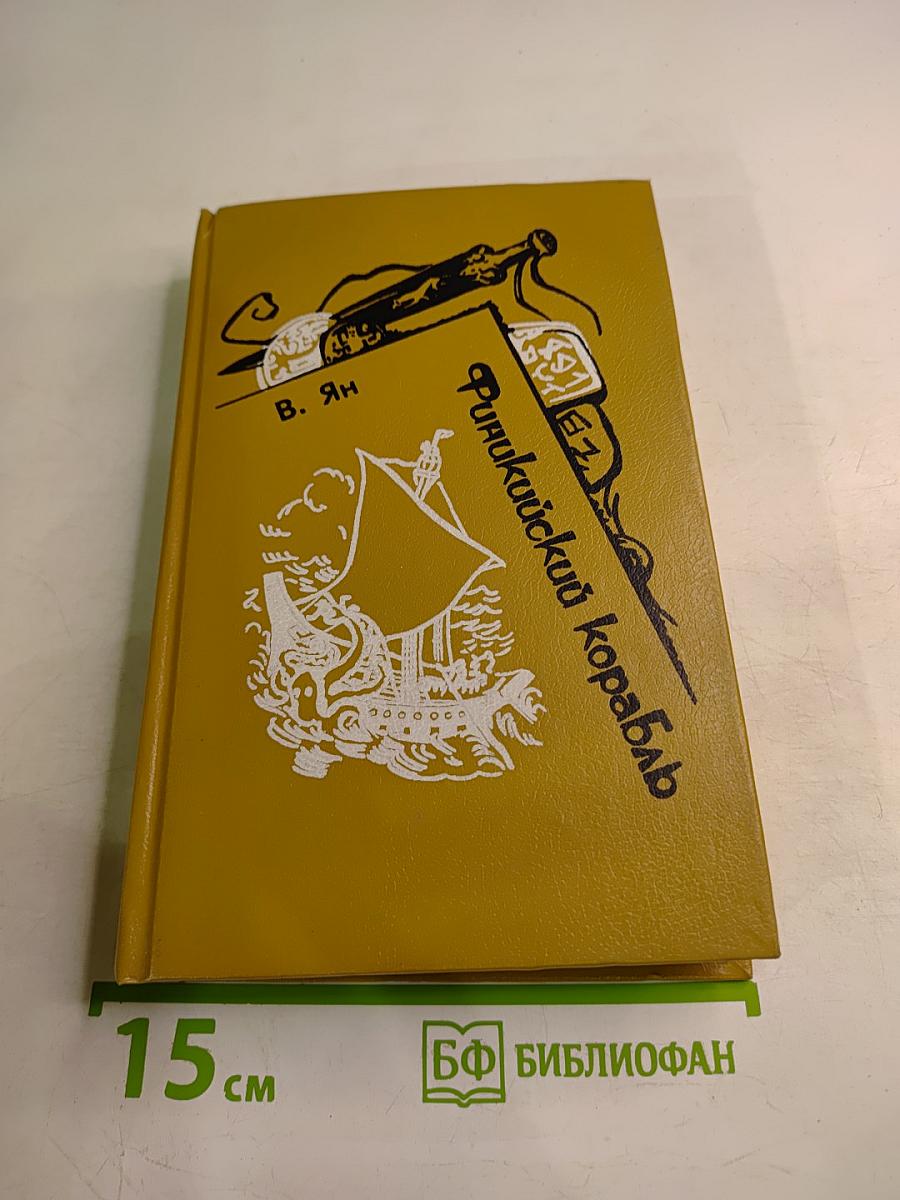 В. Ян
Финикийский корабль
15 см
БФ БИБЛИОФАН